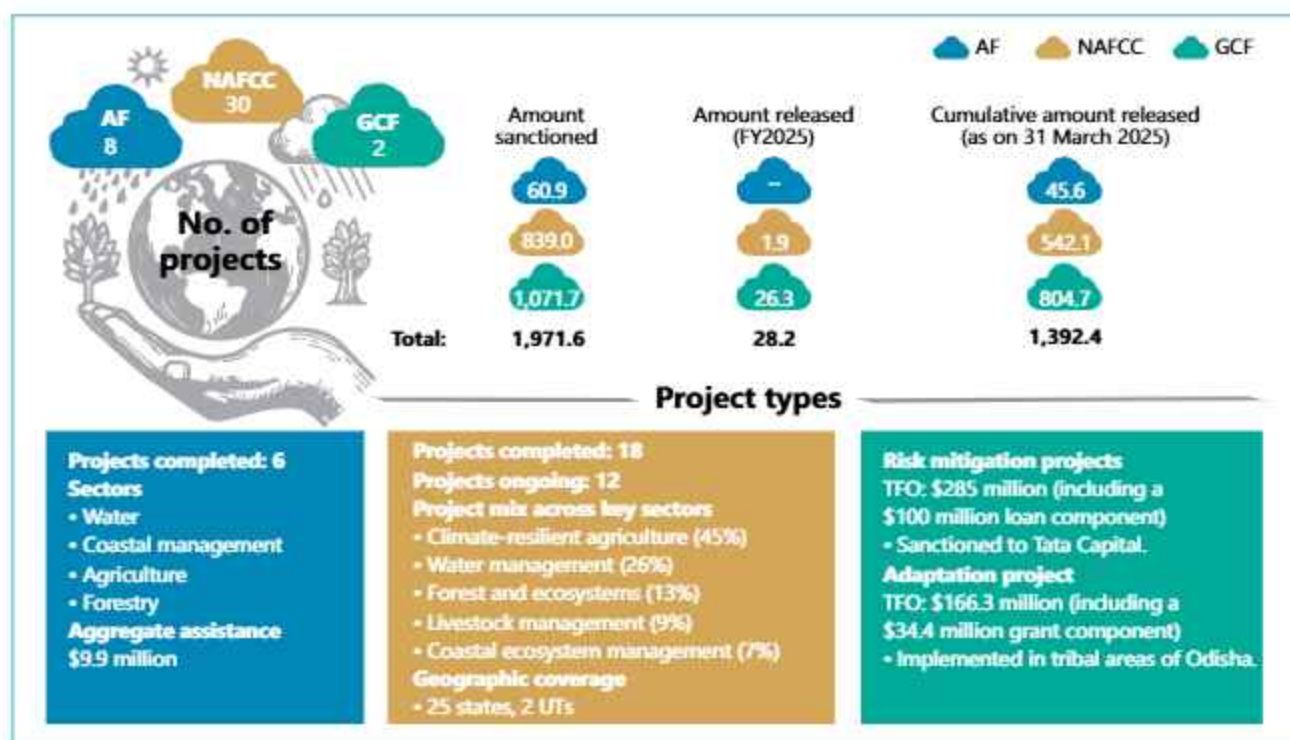 AF
8
NAFCC
30
GCF
2
No. of
projects
AF
NAFCC
GCF
Amount
sanctioned
Amount released
(FY2025)
Cumulative amount released
(as on 31 March 2025)
60.9
--
45.6
839.0
1.9
542.1
1,071.7
26.3
804.7
Total: 1,971.6 28.2 1,392.4
Project types
Projects completed: 6
Sectors
• Water
• Coastal management
• Agriculture
• Forestry
Aggregate assistance
$9.9 million
Projects completed: 18
Projects ongoing: 12
Project mix across key sectors
• Climate-resilient agriculture (45%)
• Water management (26%)
• Forest and ecosystems (13%)
• Livestock management (9%)
• Coastal ecosystem management (7%)
Geographic coverage
• 25 states, 2 UTs
Risk mitigation projects
TFO: $285 million (including a
$100 million loan component)
• Sanctioned to Tata Capital.
Adaptation project
TFO: $166.3 million (including a
$34.4 million grant component)
• Implemented in tribal areas of Odisha.